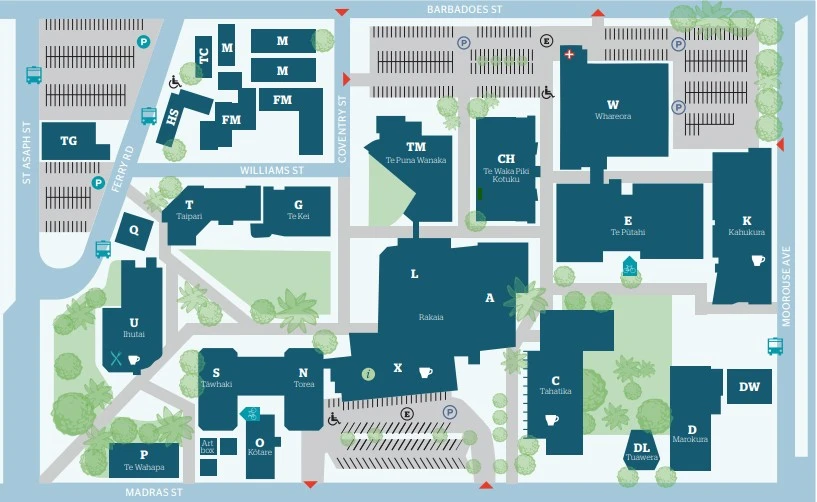 BARBADOES ST
P
P
E
P
TC
M
M
M
W
Whareora
HS
FM
FM
P
ST ASAPH ST
FERRY RD
COVENTRY ST
TG
TM
Te Puna Wanaka
CH
Te Waka Piki
Kotuku
WILLIAMS ST
P
T
Taipari
G
Te Kei
E
Te Pūtahi
K
Kahukura
Q
MOOROUSE AVE
L
A
Rakaia
U
Inutai
S
Tāwhaki
N
Torea
i
X
C
Tahatika
DW
E
P
Art
box
O
Kōtare
D
Marokura
DL
Tuawera
P
Te Wahapa
MADRAS ST